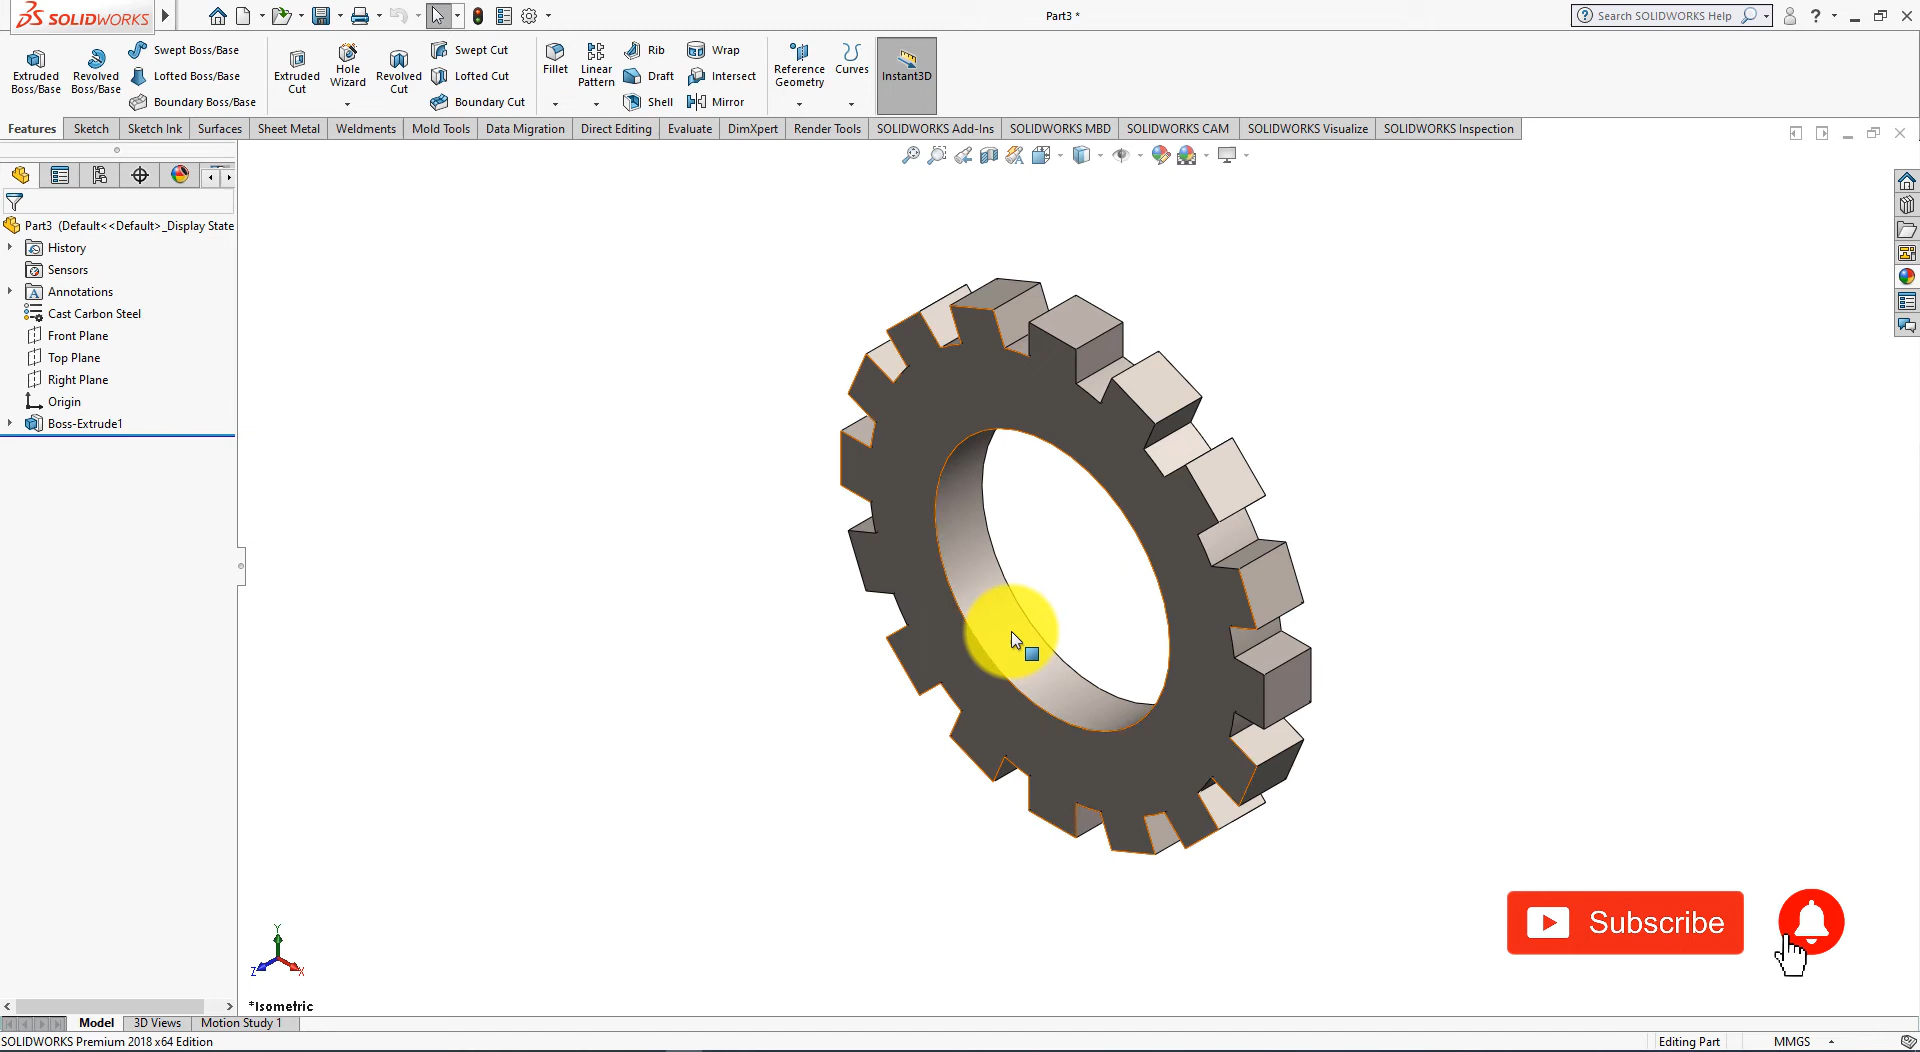 SOLIDWORKS
Part3 *
Search SOLIDWORKS Help
Extruded Boss/Base
Revolved Boss/Base
Swept Boss/Base
Lofted Boss/Base
Boundary Boss/Base
Extruded Cut
Hole Wizard
Revolved Cut
Swept Cut
Lofted Cut
Boundary Cut
Fillet
Linear Pattern
Rib
Draft
Shell
Wrap
Intersect
Mirror
Reference Geometry
Curves
Instant3D
Features Sketch Sketch Ink Surfaces Sheet Metal Weldments Mold Tools Data Migration Direct Editing Evaluate DimXpert Render Tools SOLIDWORKS Add-Ins SOLIDWORKS MBD SOLIDWORKS CAM SOLIDWORKS Visualize SOLIDWORKS Inspection
Part3 (Default<<Default>_Display State
History
Sensors
Annotations
Cast Carbon Steel
Front Plane
Top Plane
Right Plane
Origin
Boss-Extrude1
Subscribe
Y
Z
X
*Isometric
Model 3D Views Motion Study 1
SOLIDWORKS Premium 2018 x64 Edition
Editing Part
MMGS